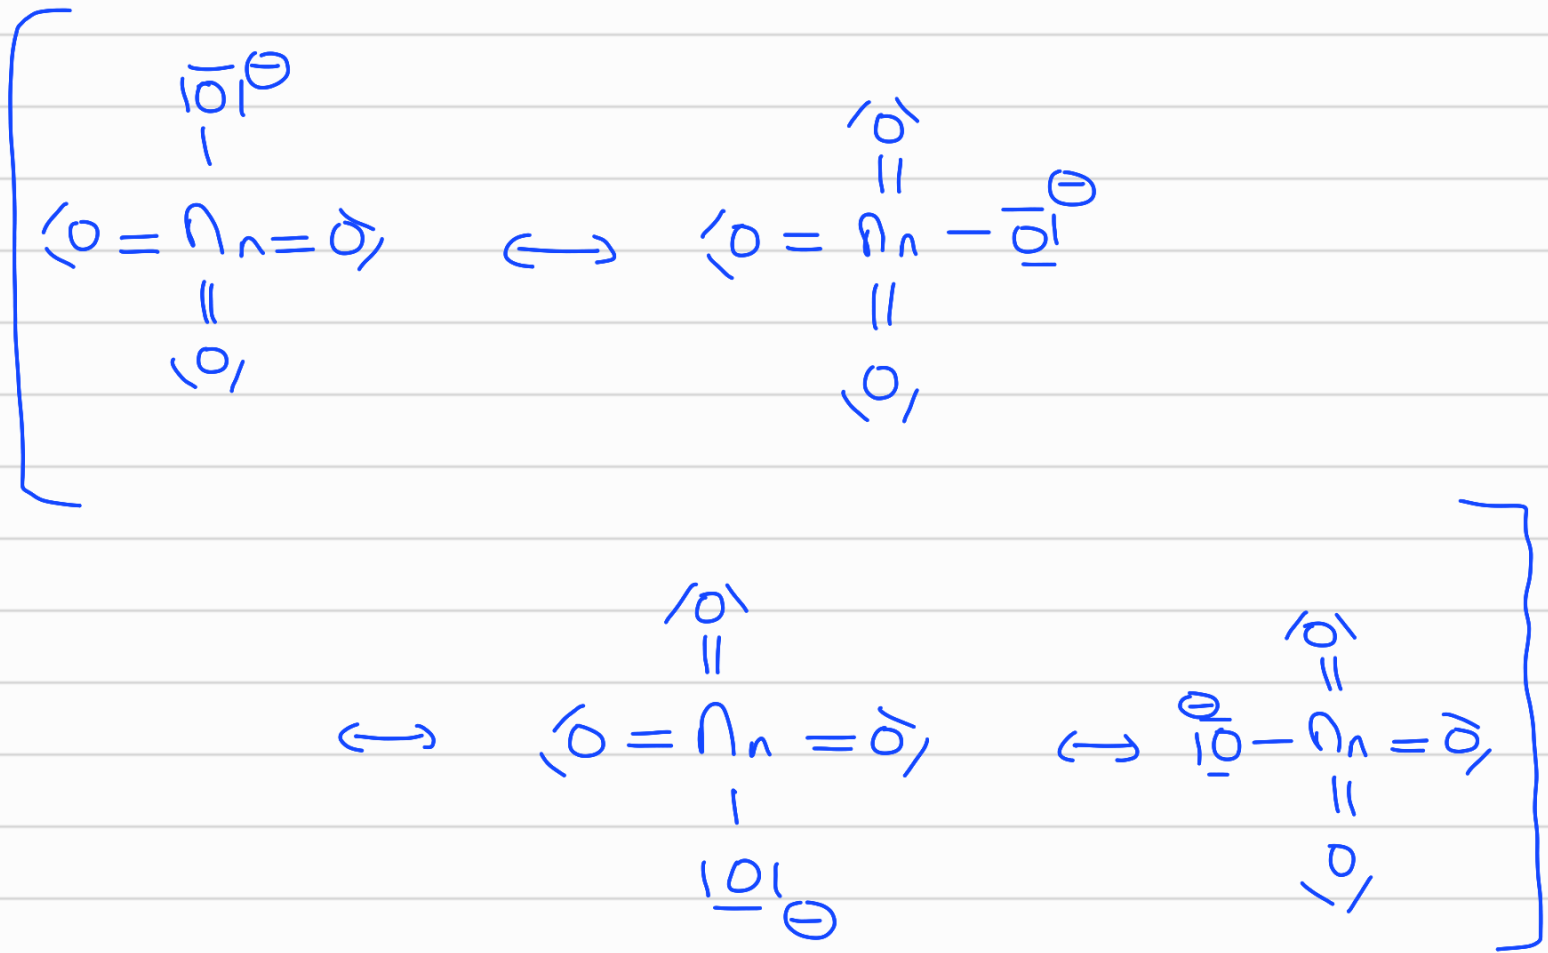 |O̅| ⊖
O
⊖
O = Mn = O ⟷ O = Mn − O|
O
O
O
O
⊖
⟷ O = Mn = O ⟷ |O − Mn = O
O
|O| ⊖